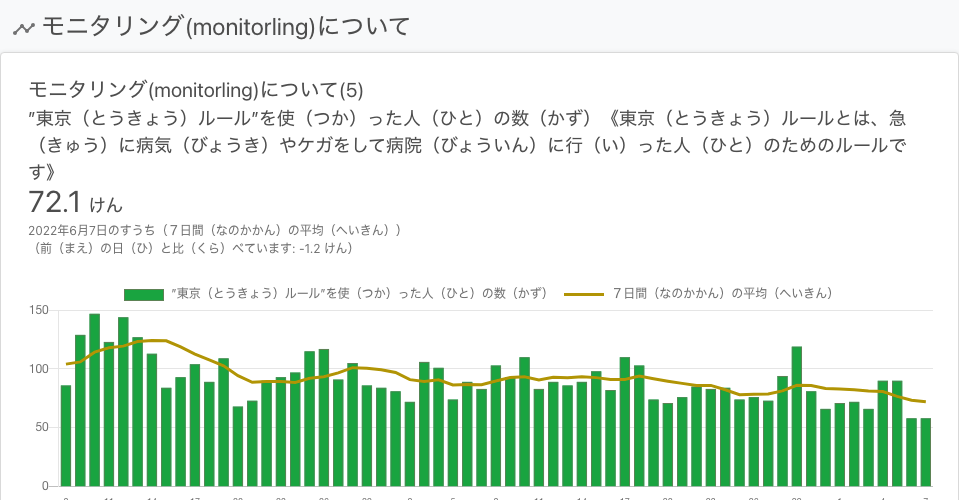 モニタリング(monitorling)について
モニタリング(monitorling)について(5)
”東京（とうきょう）ルール”を使（つか）った人（ひと）の数（かず）《東京（とうきょう）ルールとは、急
（きゅう）に病気（びょうき）やケガをして病院（びょういん）に行（い）った人（ひと）のためのルールで
す》
72.1 けん
2022年6月7日のすうち（７日間（なのかかん）の平均（へいきん））
（前（まえ）の日（ひ）と比（くら）べています: -1.2 けん）
”東京（とうきょう）ルール”を使（つか）った人（ひと）の数（かず） ７日間（なのかかん）の平均（へいきん）
150
100
50
0